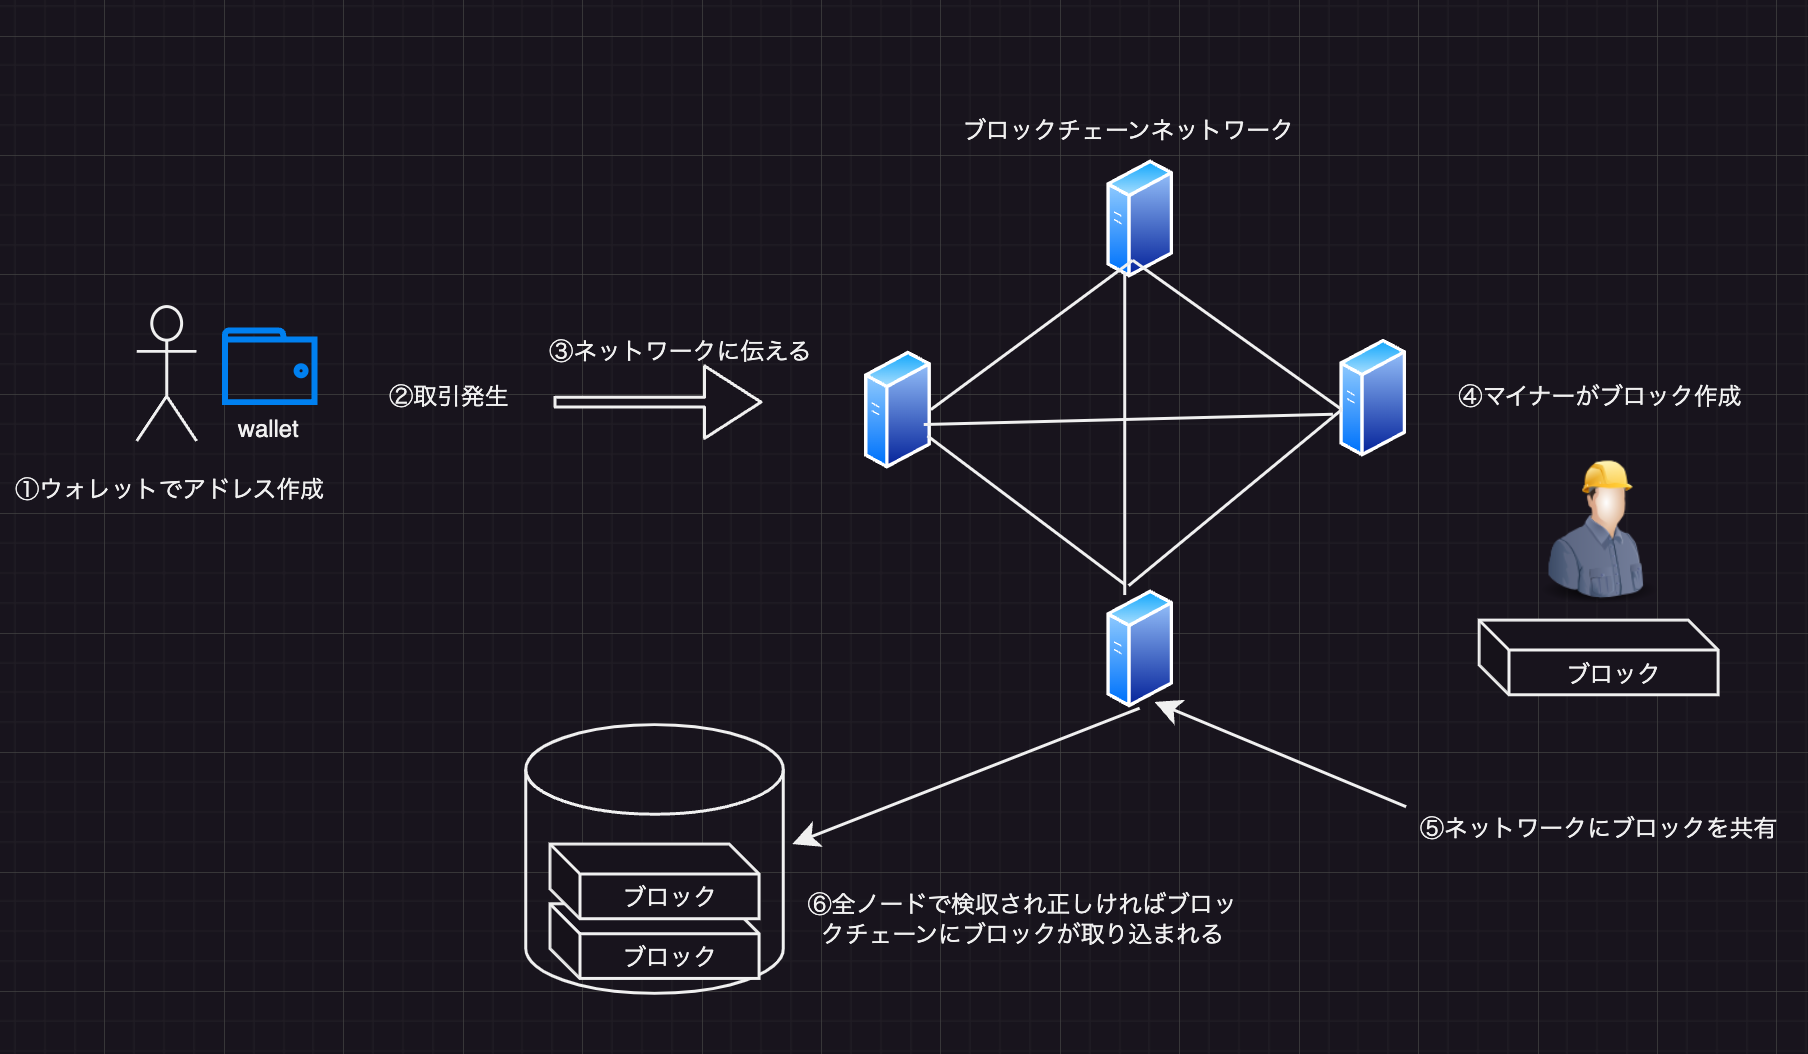 ブロックチェーンネットワーク
③ネットワークに伝える
②取引発生
④マイナーがブロック作成
wallet
①ウォレットでアドレス作成
ブロック
⑤ネットワークにブロックを共有
ブロック
⑥全ノードで検収され正しければブロッ
クチェーンにブロックが取り込まれる
ブロック